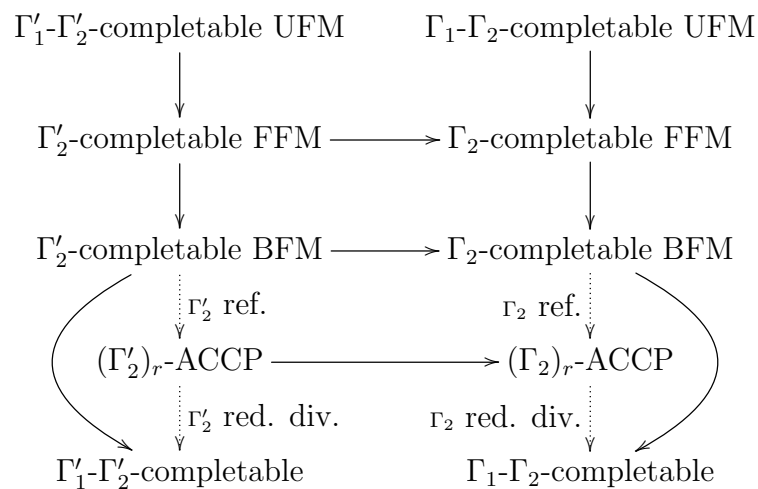 Γ′₁-Γ′₂-completable UFM Γ₁-Γ₂-completable UFM
Γ′₂-completable FFM Γ₂-completable FFM
Γ′₂-completable BFM Γ₂-completable BFM
Γ′₂ ref. Γ₂ ref.
(Γ′₂)ᵣ-ACCP (Γ₂)ᵣ-ACCP
Γ′₂ red. div. Γ₂ red. div.
Γ′₁-Γ′₂-completable Γ₁-Γ₂-completable